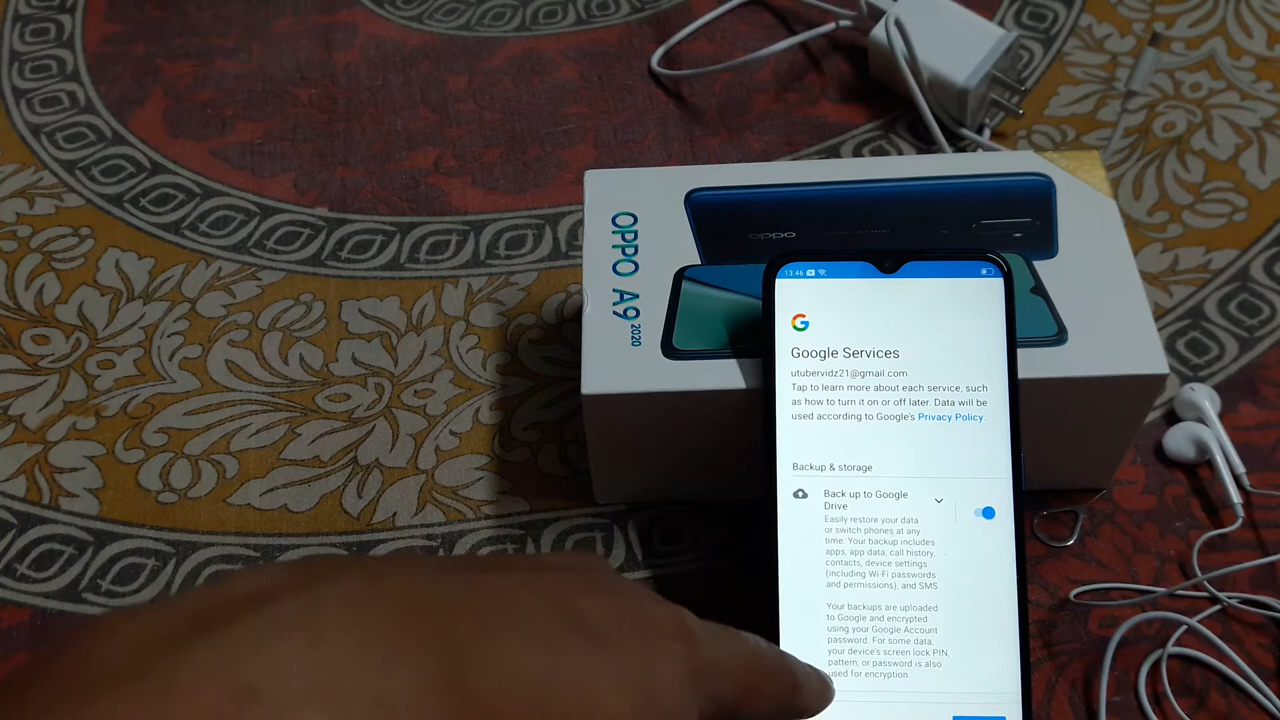 oppo
OPPO A9 2020
13.46
Google Services
utubervidz21@gmail.com
Tap to learn more about each service, such
as how to turn it on or off later. Data will be
used according to Google's Privacy Policy.
Backup & storage
Back up to Google
Drive
Easily restore your data
or switch phones at any
time. Your backup includes
apps, app data, call history,
contacts, device settings
(including Wi-Fi passwords
and permissions), and SMS.
Your backups are uploaded
to Google and encrypted
using your Google Account
password. For some data,
your device's screen lock PIN,
pattern, or password is also
used for encryption.